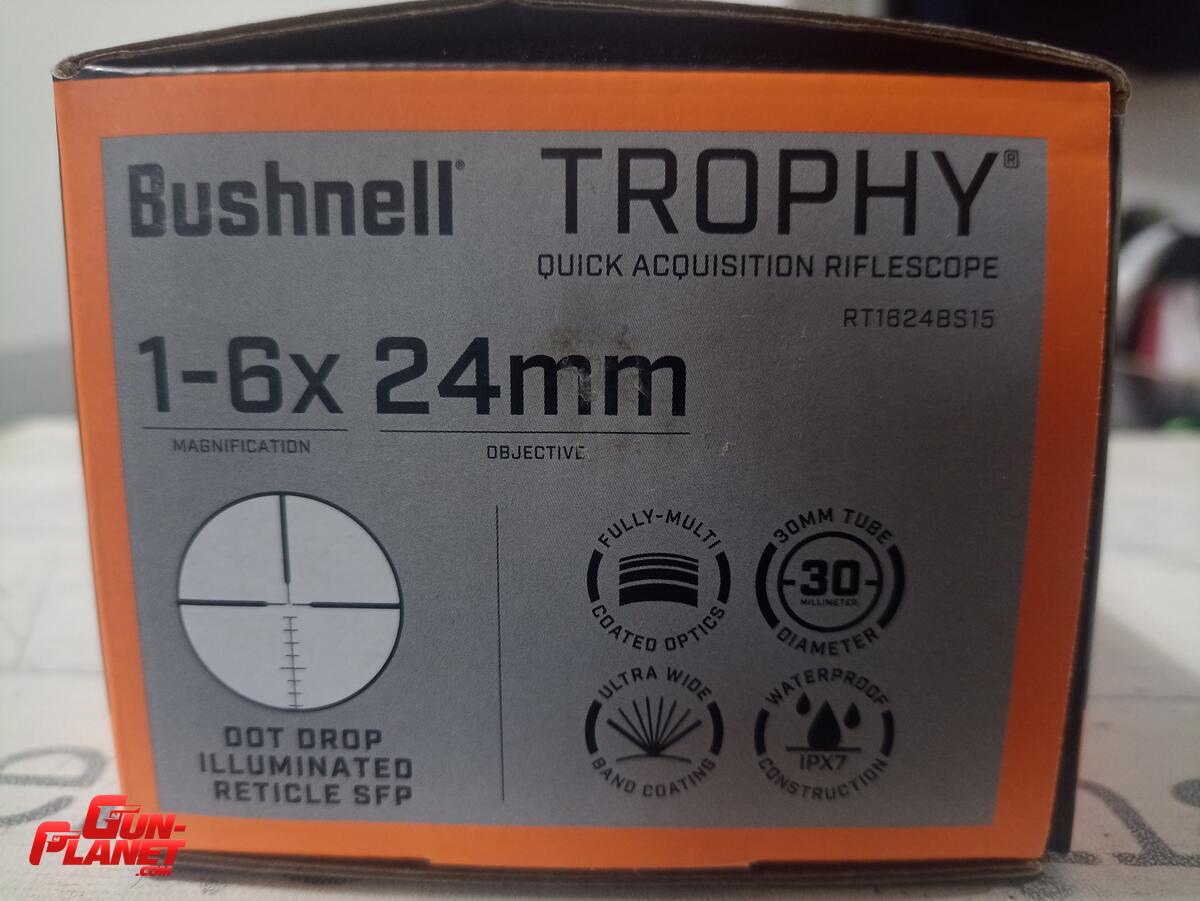 Bushnell®
TROPHY®
QUICK ACQUISITION RIFLESCOPE
RT1624BS15
1-6x 24mm
MAGNIFICATION
OBJECTIVE
DOT DROP
ILLUMINATED
RETICLE SFP
FULLY-MULTI
COATED OPTICS
30MM TUBE
30
MILLIMETER
DIAMETER
ULTRA WIDE
BAND COATING
WATERPROOF
IPX7
CONSTRUCTION
GUN-
PLANET
.COM